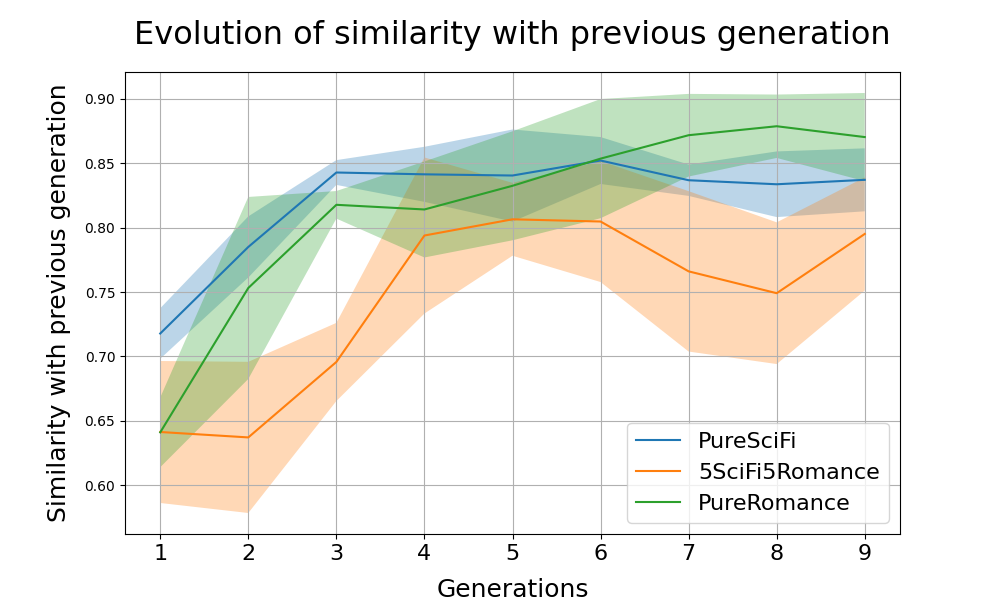 Evolution of similarity with previous generation
Similarity with previous generation
0.90
0.85
0.80
0.75
0.70
0.65
0.60
PureSciFi
5SciFi5Romance
PureRomance
1 2 3 4 5 6 7 8 9
Generations